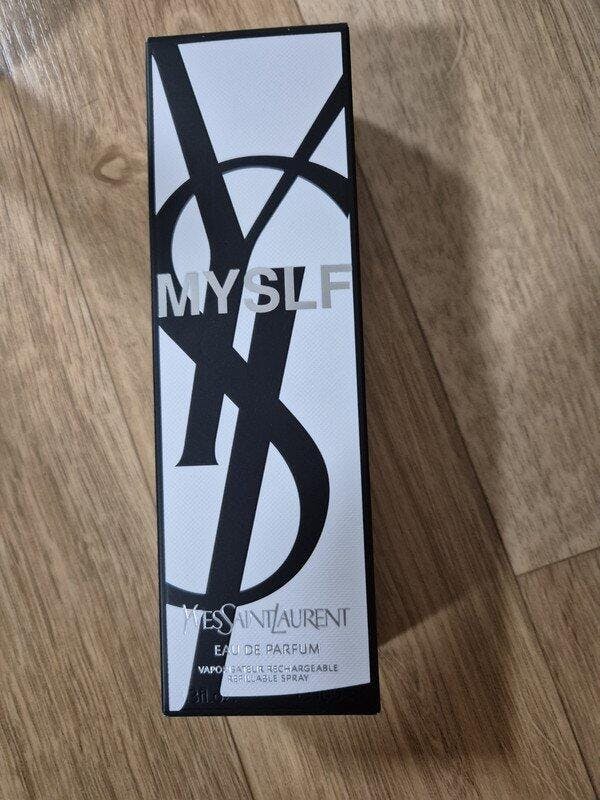 MYSLF
YVESSAINTLAURENT
EAU DE PARFUM
VAPORISATEUR RECHARGEABLE
REFILLABLE SPRAY